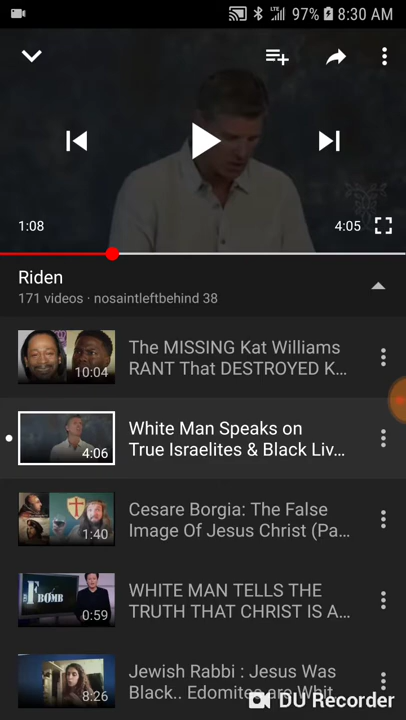 97% 8:30 AM
1:08
4:05
Riden
171 videos · nosaintleftbehind 38
The MISSING Kat Williams
RANT That DESTROYED K...
10:04
White Man Speaks on
True Israelites & Black Liv...
4:06
Cesare Borgia: The False
Image Of Jesus Christ (Pa...
1:40
WHITE MAN TELLS THE
TRUTH THAT CHRIST IS A...
F BOMB
0:59
Jewish Rabbi : Jesus Was
Black.. Edomites are Whit...
8:26
DU Recorder